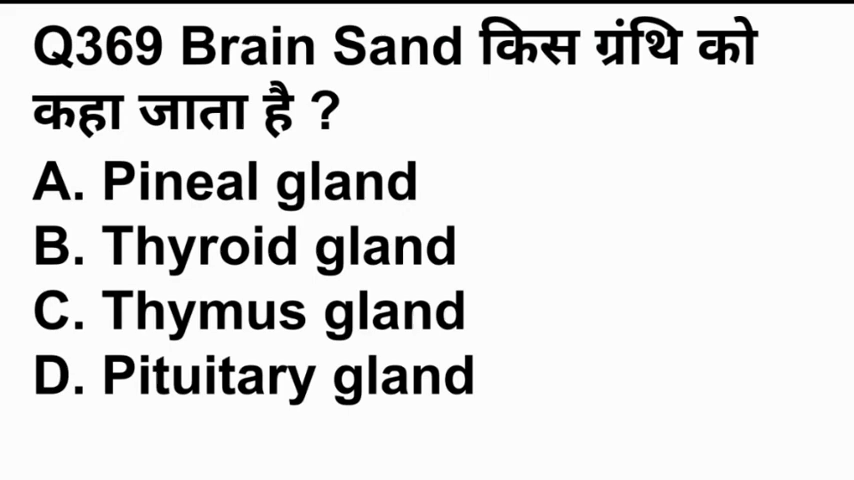 Q369 Brain Sand किस ग्रंथि को
कहा जाता है ?
A. Pineal gland
B. Thyroid gland
C. Thymus gland
D. Pituitary gland